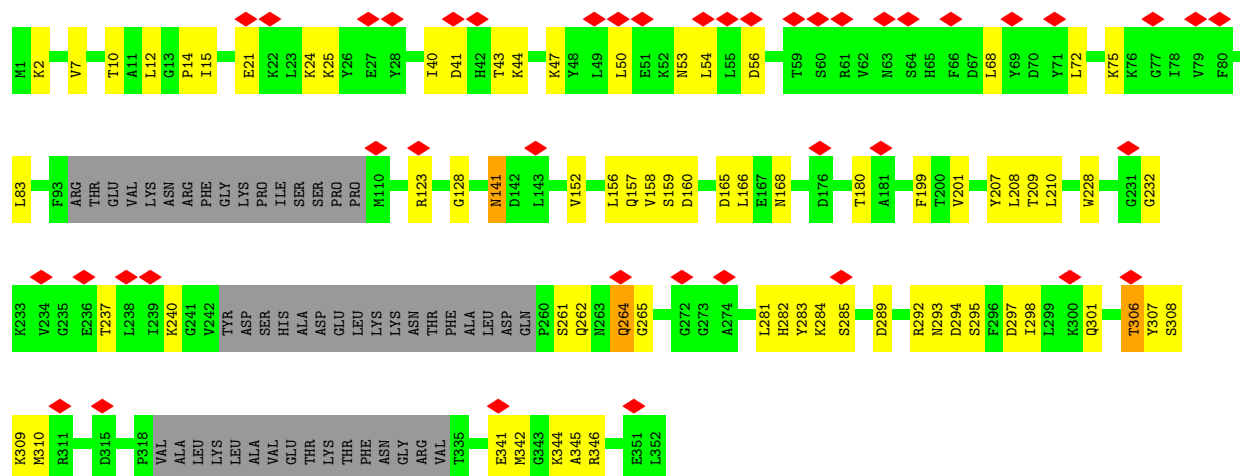 M1 K2 V7 T10 A11 L12 G13 P14 I15 E21 K22 L23 K24 K25 Y26 E27 Y28 I40 D41 H42 T43 K44 K47 Y48 L49 L50 E51 K52 N53 L54 L55 D56 T59 S60 R61 V62 N63 S64 H65 F66 D67 L68 Y69 D70 Y71 L72 K75 K76 G77 I78 V79 F80
L83 F93 ARG THR GLU VAL LYS ASN ARG PHE GLY LYS PRO ILE SER SER PRO PRO M110 R123 G128 N141 D142 L143 V152 L156 Q157 V158 S159 D160 D165 L166 E167 N168 D176 T180 A181 F199 T200 V201 Y207 L208 T209 L210 W228 G231 G232
K233 V234 G235 E236 T237 L238 I239 K240 G241 V242 TYR ASP SER HIS ALA ASP GLU LEU LYS LYS ASN THR PHE ALA LEU ASP GLN P260 S261 Q262 N263 Q264 G265 G272 G273 A274 L281 H282 Y283 K284 S285 D289 R292 N293 D294 S295 F296 D297 I298 L299 K300 Q301 T306 Y307 S308
K309 M310 R311 D315 P318 VAL ALA LEU LYS LEU ALA VAL GLU THR LYS THR PHE ASN GLY ARG VAL T335 E341 M342 G343 K344 A345 R346 E351 L352